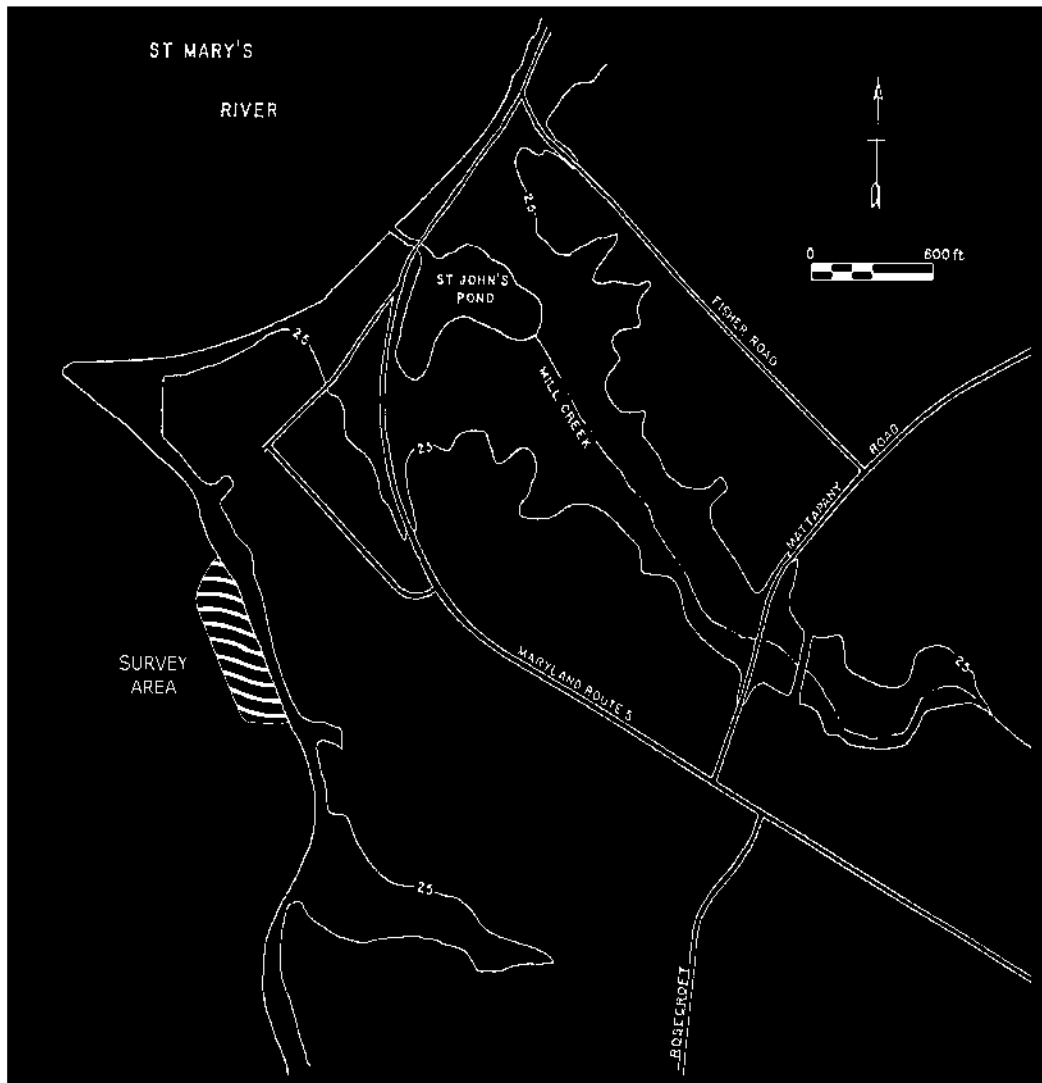 ST MARY'S
RIVER
0 600 ft
25
ST JOHN'S
POND
FISHER ROAD
25
MILL CREEK
25
MATTAPANY ROAD
SURVEY
AREA
MARYLAND ROUTE 5
25
25
ROSECROFT